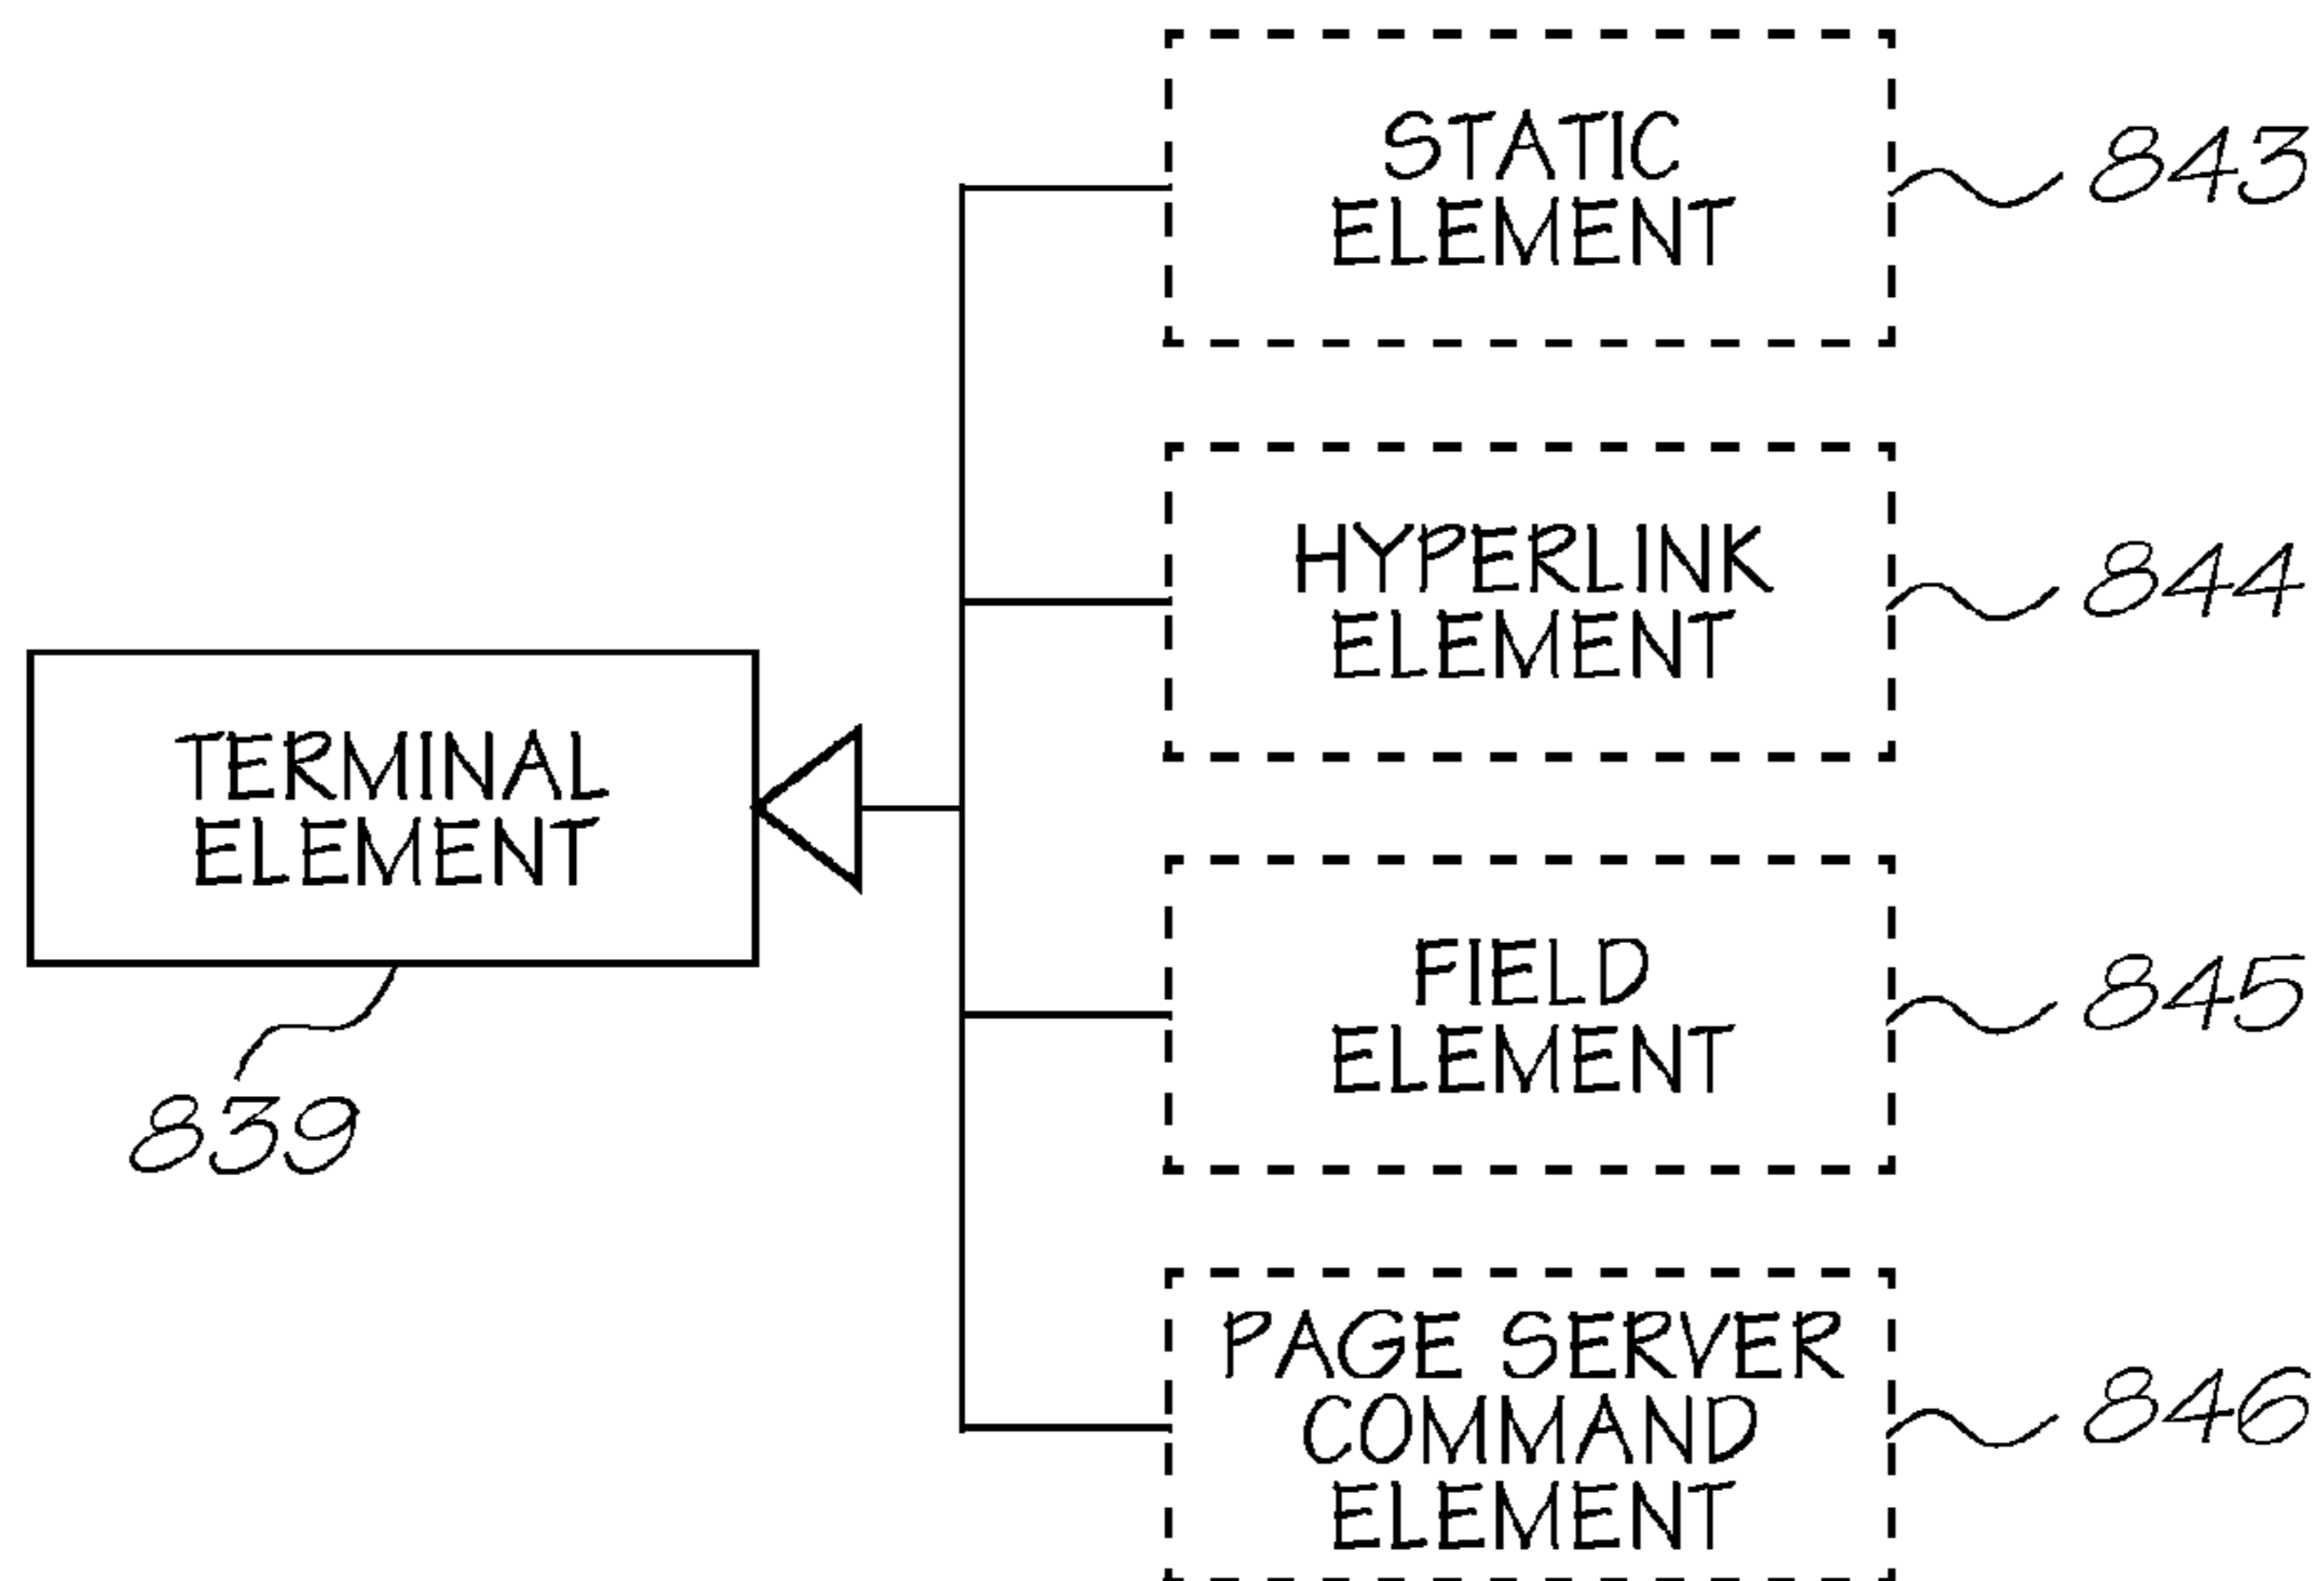 STATIC
ELEMENT
843
HYPERLINK
ELEMENT
844
TERMINAL
ELEMENT
839
FIELD
ELEMENT
845
PAGE SERVER
COMMAND
ELEMENT
846